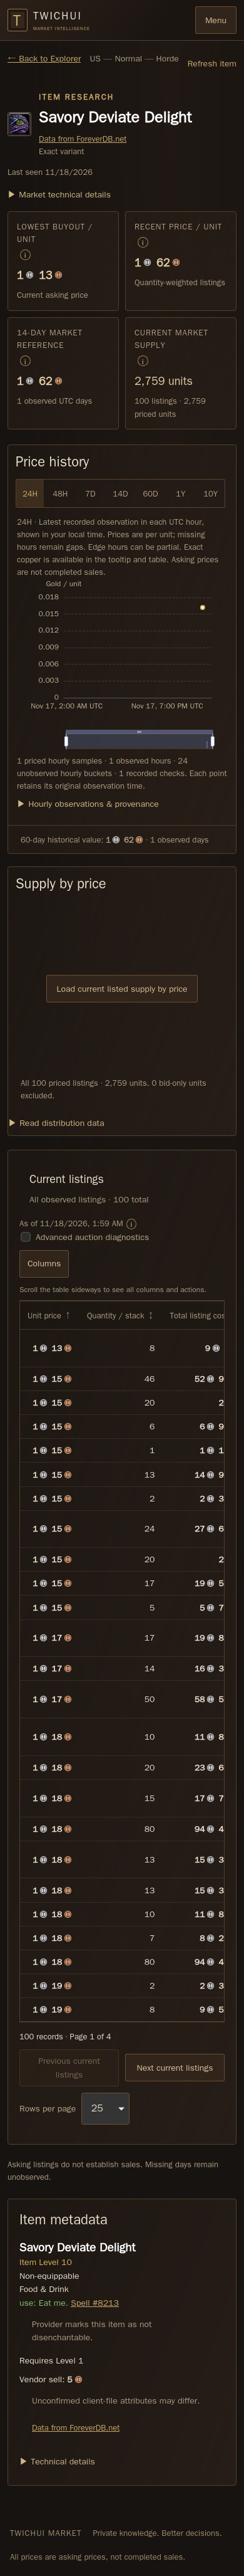 T
TWICHUI
MARKET INTELLIGENCE
Menu
← Back to Explorer US — Normal — Horde
Refresh item
ITEM RESEARCH
Savory Deviate Delight
Data from ForeverDB.net
Exact variant
Last seen 11/18/2026
▶ Market technical details
LOWEST BUYOUT /
UNIT
1 13
Current asking price
RECENT PRICE / UNIT
1 62
Quantity-weighted listings
14-DAY MARKET
REFERENCE
1 62
1 observed UTC days
CURRENT MARKET
SUPPLY
2,759 units
100 listings · 2,759
priced units
Price history
24H 48H 7D 14D 60D 1Y 10Y
24H · Latest recorded observation in each UTC hour,
shown in your local time. Prices are per unit; missing
hours remain gaps. Edge hours can be partial. Exact
copper is available in the tooltip and table. Asking prices
are not completed sales.
Gold / unit
0.018
0.015
0.012
0.009
0.006
0.003
0
Nov 17, 2:00 AM UTC Nov 17, 7:00 PM UTC
1 priced hourly samples · 1 observed hours · 24
unobserved hourly buckets · 1 recorded checks. Each point
retains its original observation time.
▶ Hourly observations & provenance
60-day historical value: 1 62 · 1 observed days
Supply by price
Load current listed supply by price
All 100 priced listings · 2,759 units. 0 bid-only units
excluded.
▶ Read distribution data
Current listings
All observed listings · 100 total
As of 11/18/2026, 1:59 AM
Advanced auction diagnostics
Columns
Scroll the table sideways to see all columns and actions.
Unit price ↑ Quantity / stack ↕ Total listing cos
1 13 8 9
1 15 46 52 9
1 15 20 2
1 15 6 6 9
1 15 1 1 1
1 15 13 14 9
1 15 2 2 3
1 15 24 27 6
1 15 20 2
1 15 17 19 5
1 15 5 5 7
1 17 17 19 8
1 17 14 16 3
1 17 50 58 5
1 18 10 11 8
1 18 20 23 6
1 18 15 17 7
1 18 80 94 4
1 18 13 15 3
1 18 13 15 3
1 18 10 11 8
1 18 7 8 2
1 18 80 94 4
1 19 2 2 3
1 19 8 9 5
100 records · Page 1 of 4
Previous current
listings
Next current listings
Rows per page 25
Asking listings do not establish sales. Missing days remain
unobserved.
Item metadata
Savory Deviate Delight
Item Level 10
Non-equippable
Food & Drink
use: Eat me. Spell #8213
Provider marks this item as not
disenchantable.
Requires Level 1
Vendor sell: 5
Unconfirmed client-file attributes may differ.
Data from ForeverDB.net
▶ Technical details
TWICHUI MARKET Private knowledge. Better decisions.
All prices are asking prices, not completed sales.